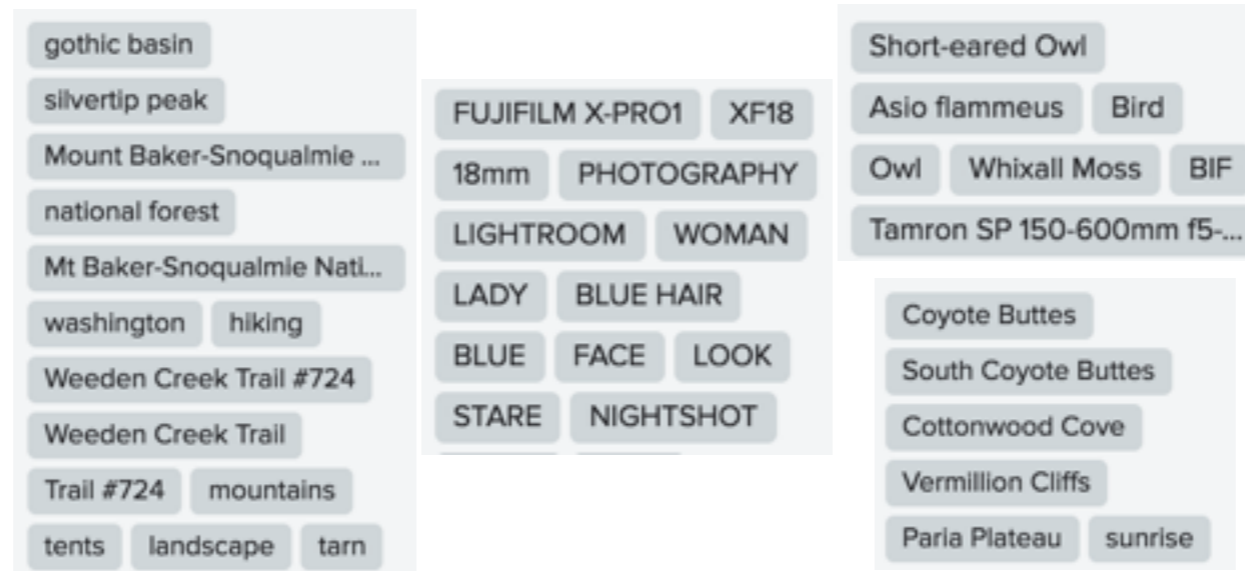 gothic basin
silvertip peak
Mount Baker-Snoqualmie ...
national forest
Mt Baker-Snoqualmie Nati...
washington hiking
Weeden Creek Trail #724
Weeden Creek Trail
Trail #724 mountains
tents landscape tarn
FUJIFILM X-PRO1 XF18
18mm PHOTOGRAPHY
LIGHTROOM WOMAN
LADY BLUE HAIR
BLUE FACE LOOK
STARE NIGHTSHOT
Short-eared Owl
Asio flammeus Bird
Owl Whixall Moss BIF
Tamron SP 150-600mm f5-...
Coyote Buttes
South Coyote Buttes
Cottonwood Cove
Vermillion Cliffs
Paria Plateau sunrise